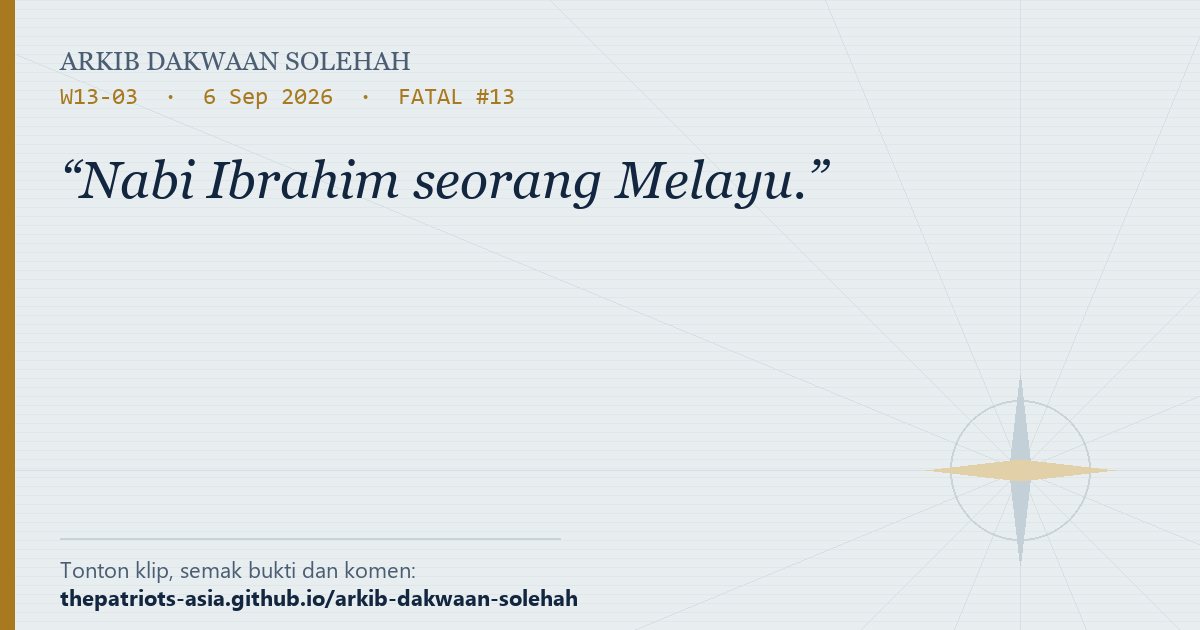 ARKIB DAKWAAN SOLEHAH
W13-03 · 6 Sep 2026 · FATAL #13
“Nabi Ibrahim seorang Melayu.”
Tonton klip, semak bukti dan komen:
thepatriots-asia.github.io/arkib-dakwaan-solehah